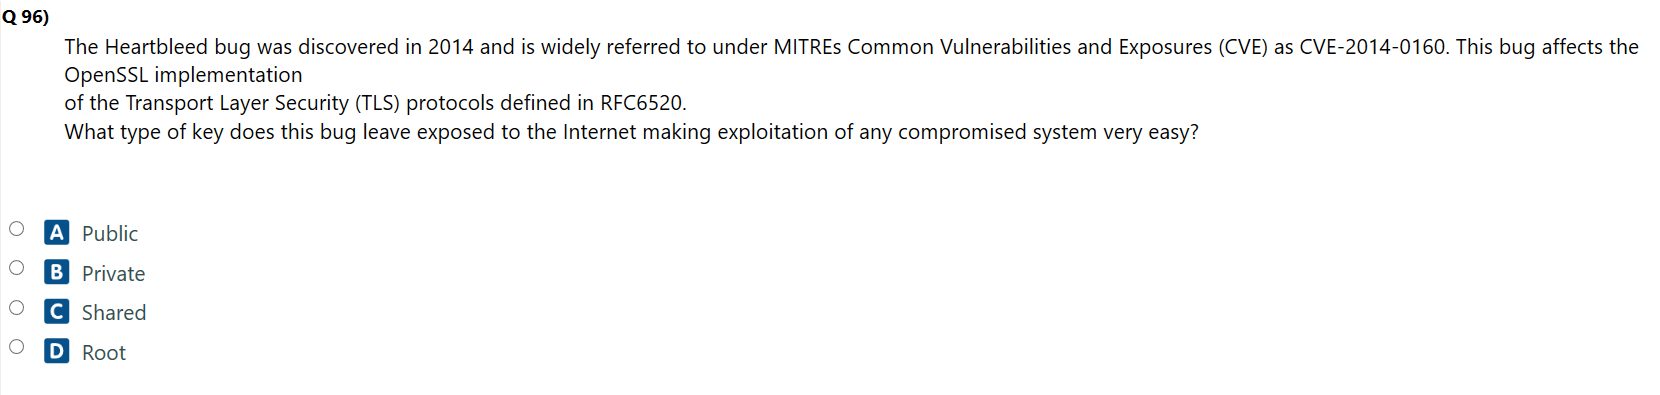 Q 96)
The Heartbleed bug was discovered in 2014 and is widely referred to under MITREs Common Vulnerabilities and Exposures (CVE) as CVE-2014-0160. This bug affects the
OpenSSL implementation
of the Transport Layer Security (TLS) protocols defined in RFC6520.
What type of key does this bug leave exposed to the Internet making exploitation of any compromised system very easy?
A Public
B Private
C Shared
D Root